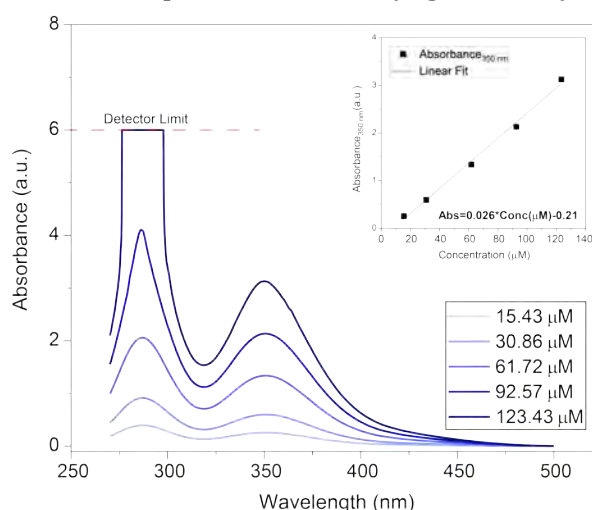 8
6
4
2
0
Absorbance (a.u.)
250
300
350
400
450
500
Wavelength (nm)
Detector Limit
Absorbance350 nm
Linear Fit
4
3
2
1
0
Absorbance350 nm(a.u.)
0
20
40
60
80
100
120
140
Concentration (μM)
Abs=0.026*Conc(μM)-0.21
15.43 μM
30.86 μM
61.72 μM
92.57 μM
123.43 μM